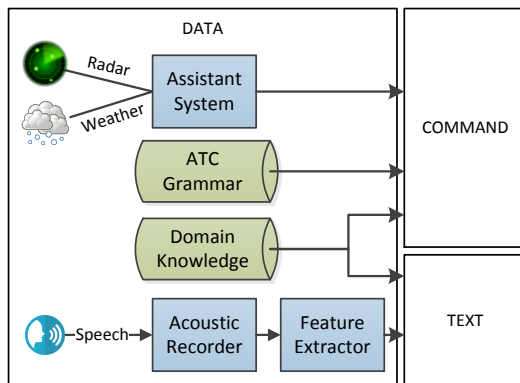 DATA
Radar
Weather
Assistant
System
COMMAND
ATC
Grammar
Domain
Knowledge
Speech
Acoustic
Recorder
Feature
Extractor
TEXT